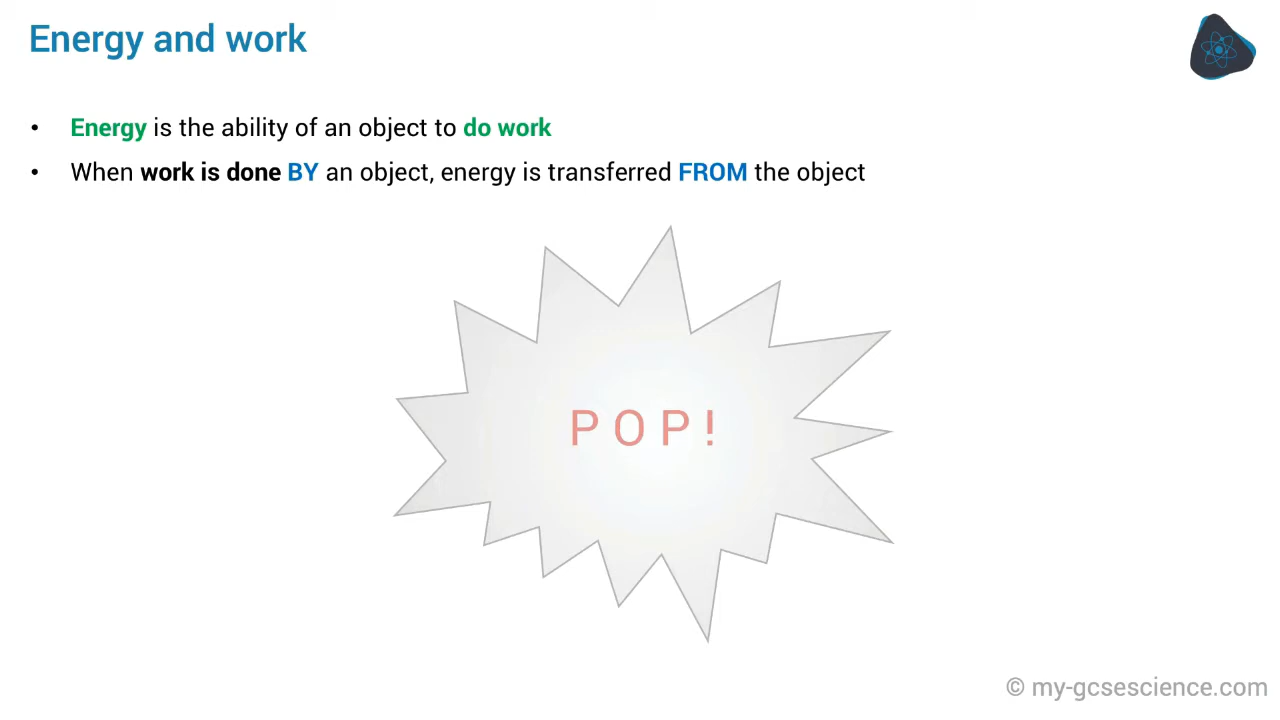 Energy and work
• Energy is the ability of an object to do work
• When work is done BY an object, energy is transferred FROM the object
POP!
© my-gcsescience.com